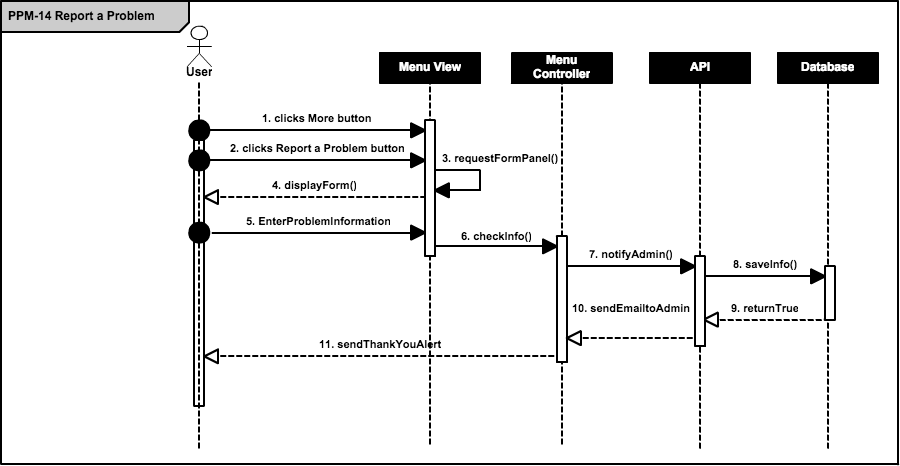 PPM-14 Report a Problem
User
Menu View
Menu
Controller
API
Database
1. clicks More button
2. clicks Report a Problem button
3. requestFormPanel()
4. displayForm()
5. EnterProblemInformation
6. checkInfo()
7. notifyAdmin()
8. saveInfo()
9. returnTrue
10. sendEmailtoAdmin
11. sendThankYouAlert